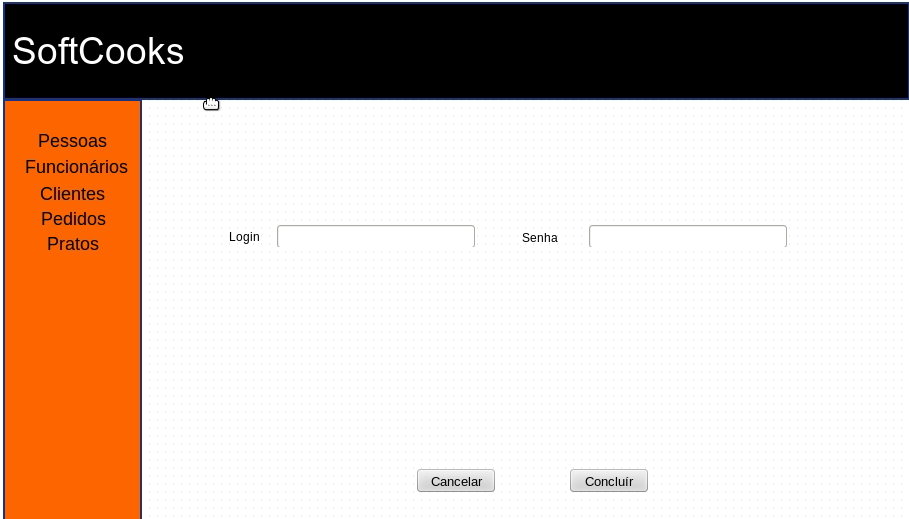 SoftCooks
Pessoas
Funcionários
Clientes
Pedidos
Pratos
Login
Senha
Cancelar
Concluír